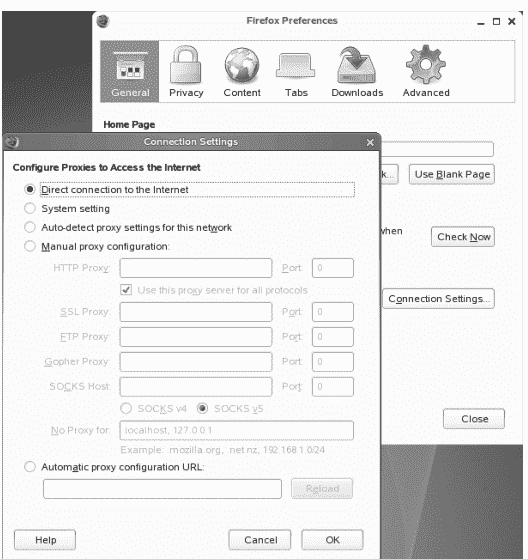 Firefox Preferences
General Privacy Content Tabs Downloads Advanced
Home Page
k... Use Blank Page
when Check Now
Connection Settings...
Close
Connection Settings
Configure Proxies to Access the Internet
Direct connection to the Internet
System setting
Auto-detect proxy settings for this network
Manual proxy configuration:
HTTP Proxy: Port: 0
Use this proxy server for all protocols
SSL Proxy: Port: 0
FTP Proxy: Port: 0
Gopher Proxy: Port: 0
SOCKS Host: Port: 0
SOCKS v4 SOCKS v5
No Proxy for: localhost, 127.0.0.1
Example: .mozilla.org, .net.nz, 192.168.1.0/24
Automatic proxy configuration URL:
Reload
Help Cancel OK